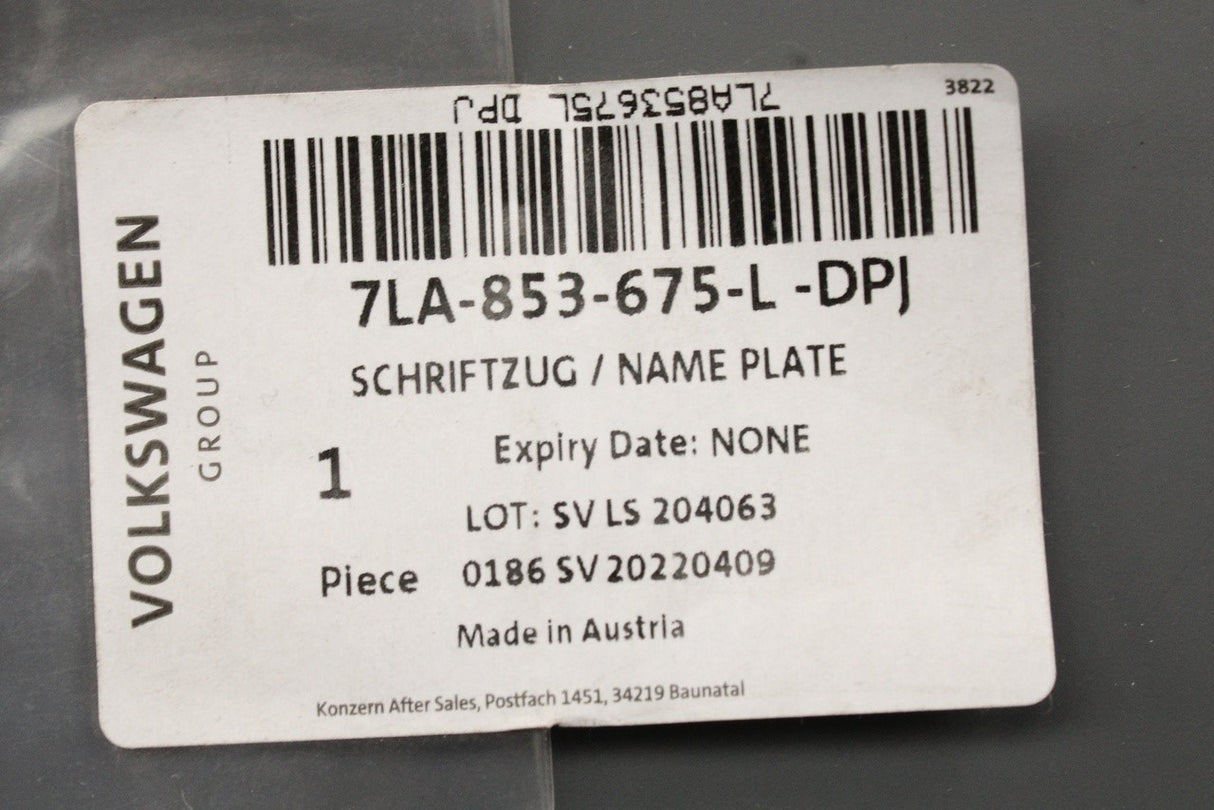 3822
7LA853675L DPJ
VOLKSWAGEN
GROUP
7LA-853-675-L -DPJ
SCHRIFTZUG / NAME PLATE
Expiry Date: NONE
1
LOT: SV LS 204063
Piece 0186 SV 20220409
Made in Austria
Konzern After Sales, Postfach 1451, 34219 Baunatal